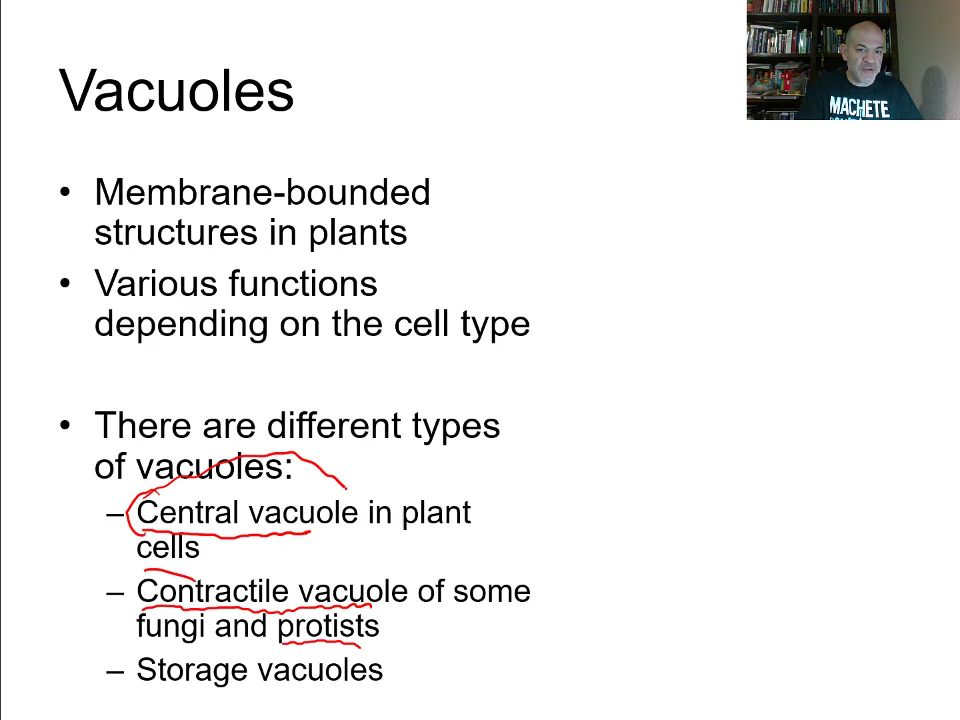 Vacuoles
MACHETE
• Membrane-bounded
structures in plants
• Various functions
depending on the cell type
• There are different types
of vacuoles:
– Central vacuole in plant
cells
– Contractile vacuole of some
fungi and protists
– Storage vacuoles